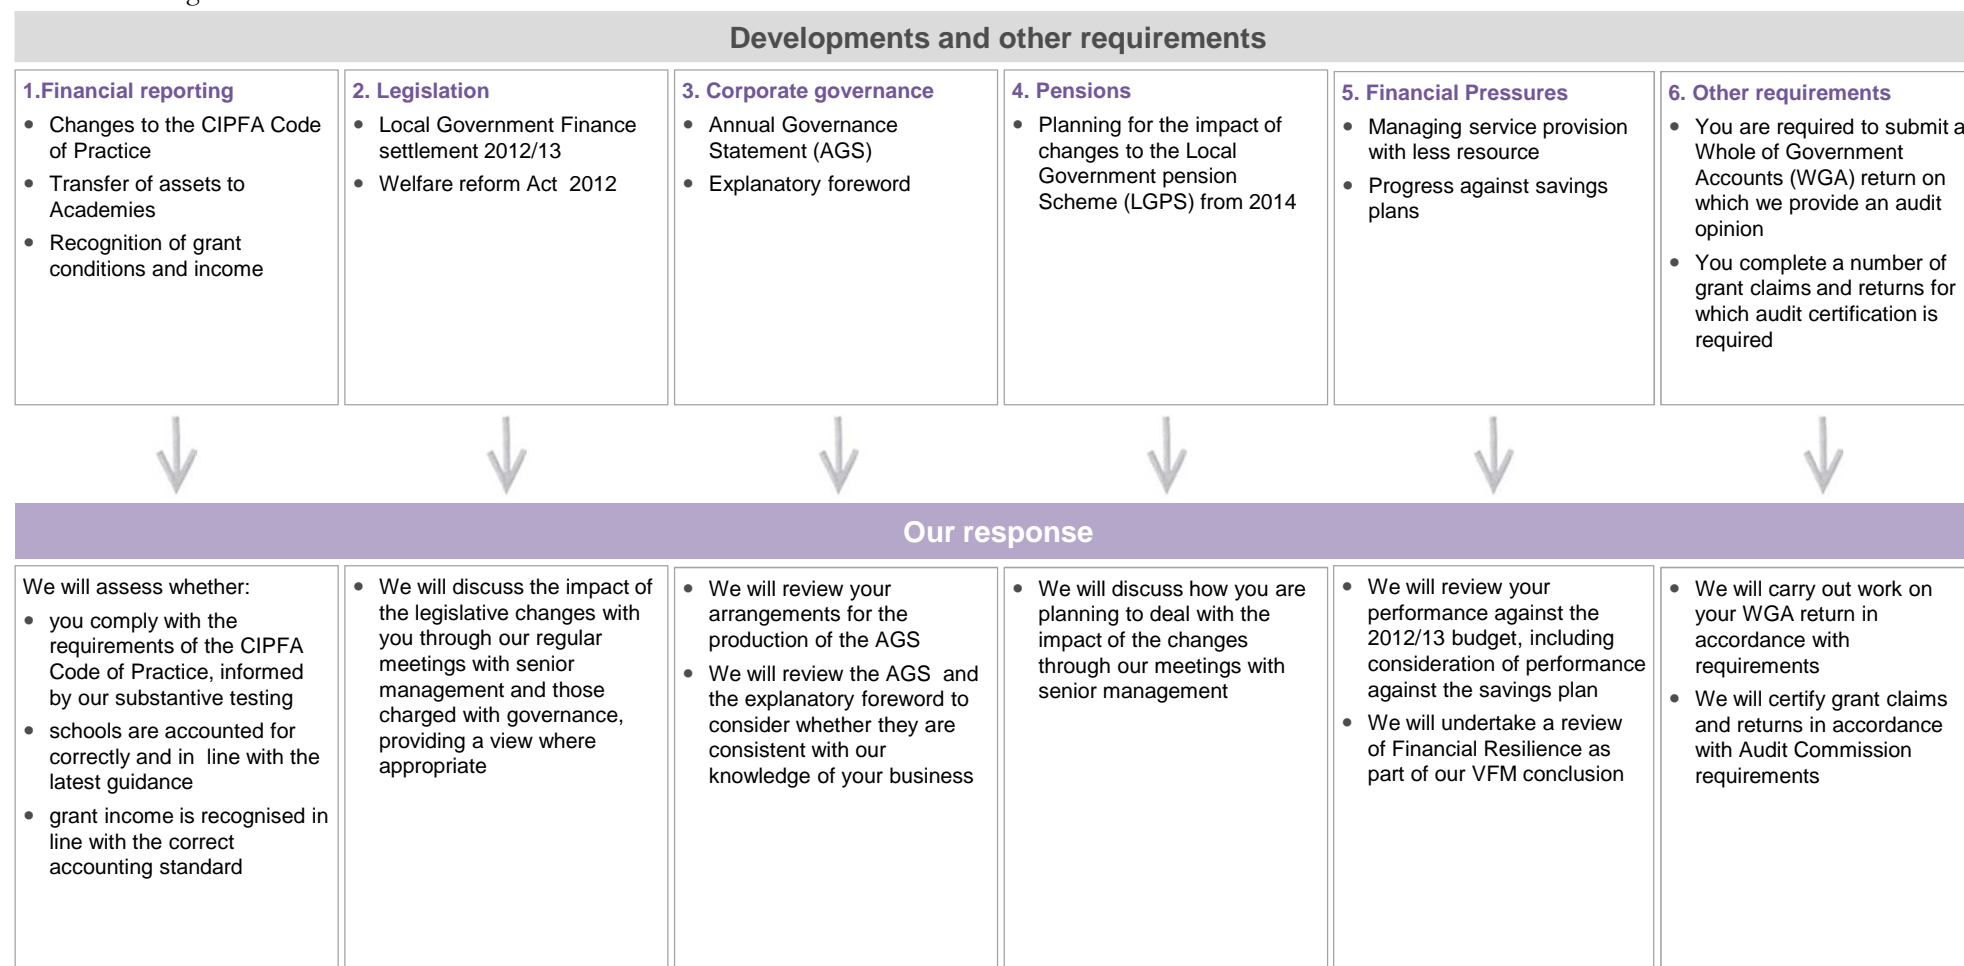 Developments and other requirements
1.Financial reporting
• Changes to the CIPFA Code
of Practice
• Transfer of assets to
Academies
• Recognition of grant
conditions and income
2. Legislation
• Local Government Finance
settlement 2012/13
• Welfare reform Act  2012
3. Corporate governance
• Annual Governance
Statement (AGS)
• Explanatory foreword
4. Pensions
• Planning for the impact of
changes to the Local
Government pension
Scheme (LGPS) from 2014
5. Financial Pressures
• Managing service provision
with less resource
• Progress against savings
plans
6. Other requirements
• You are required to submit a
Whole of Government
Accounts (WGA) return on
which we provide an audit
opinion
• You complete a number of
grant claims and returns for
which audit certification is
required
Our response
We will assess whether:
• you comply with the
requirements of the CIPFA
Code of Practice, informed
by our substantive testing
• schools are accounted for
correctly and in  line with the
latest guidance
• grant income is recognised in
line with the correct
accounting standard
• We will discuss the impact of
the legislative changes with
you through our regular
meetings with senior
management and those
charged with governance,
providing a view where
appropriate
• We will review your
arrangements for the
production of the AGS
• We will review the AGS  and
the explanatory foreword to
consider whether they are
consistent with our
knowledge of your business
• We will discuss how you are
planning to deal with the
impact of the changes
through our meetings with
senior management
• We will review your
performance against the
2012/13 budget, including
consideration of performance
against the savings plan
• We will undertake a review
of Financial Resilience as
part of our VFM conclusion
• We will carry out work on
your WGA return in
accordance with
requirements
• We will certify grant claims
and returns in accordance
with Audit Commission
requirements